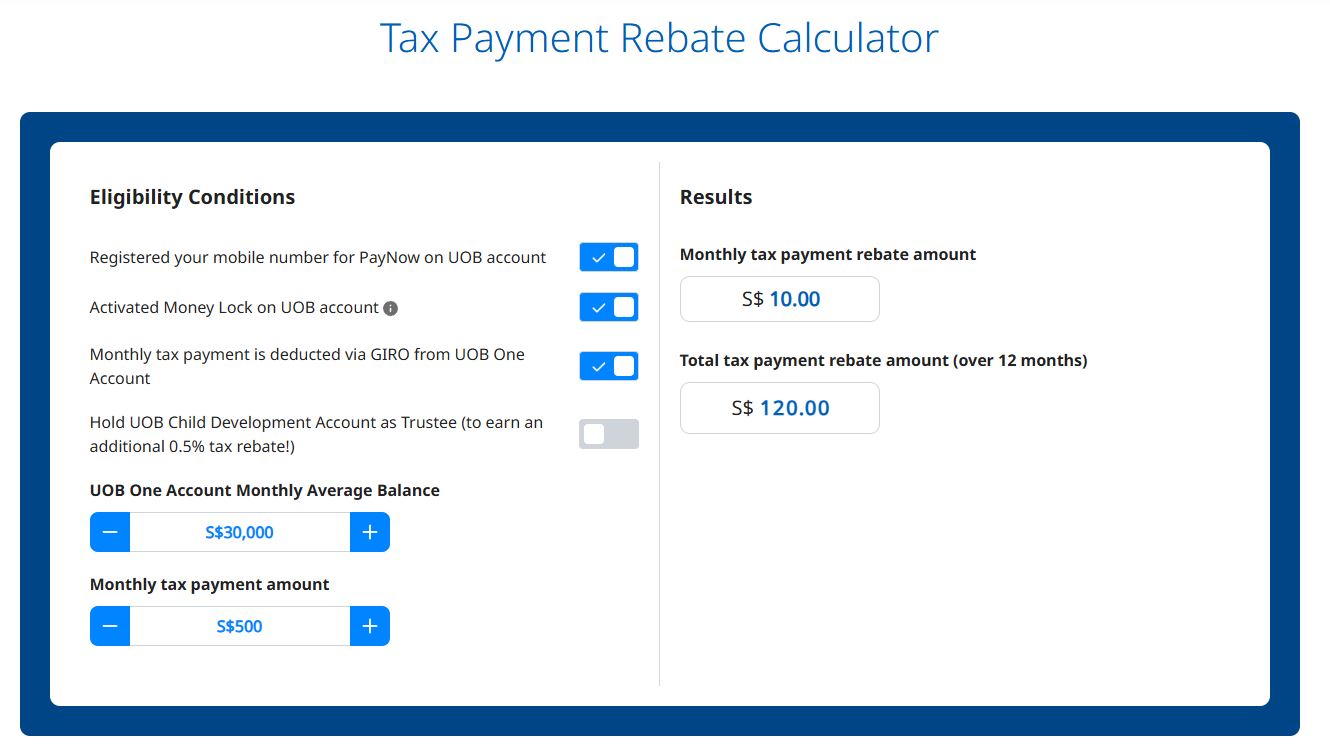 Tax Payment Rebate Calculator
Eligibility Conditions
Registered your mobile number for PayNow on UOB account
Activated Money Lock on UOB account
Monthly tax payment is deducted via GIRO from UOB One
Account
Hold UOB Child Development Account as Trustee (to earn an
additional 0.5% tax rebate!)
UOB One Account Monthly Average Balance
− S$30,000 +
Monthly tax payment amount
− S$500 +
Results
Monthly tax payment rebate amount
S$ 10.00
Total tax payment rebate amount (over 12 months)
S$ 120.00